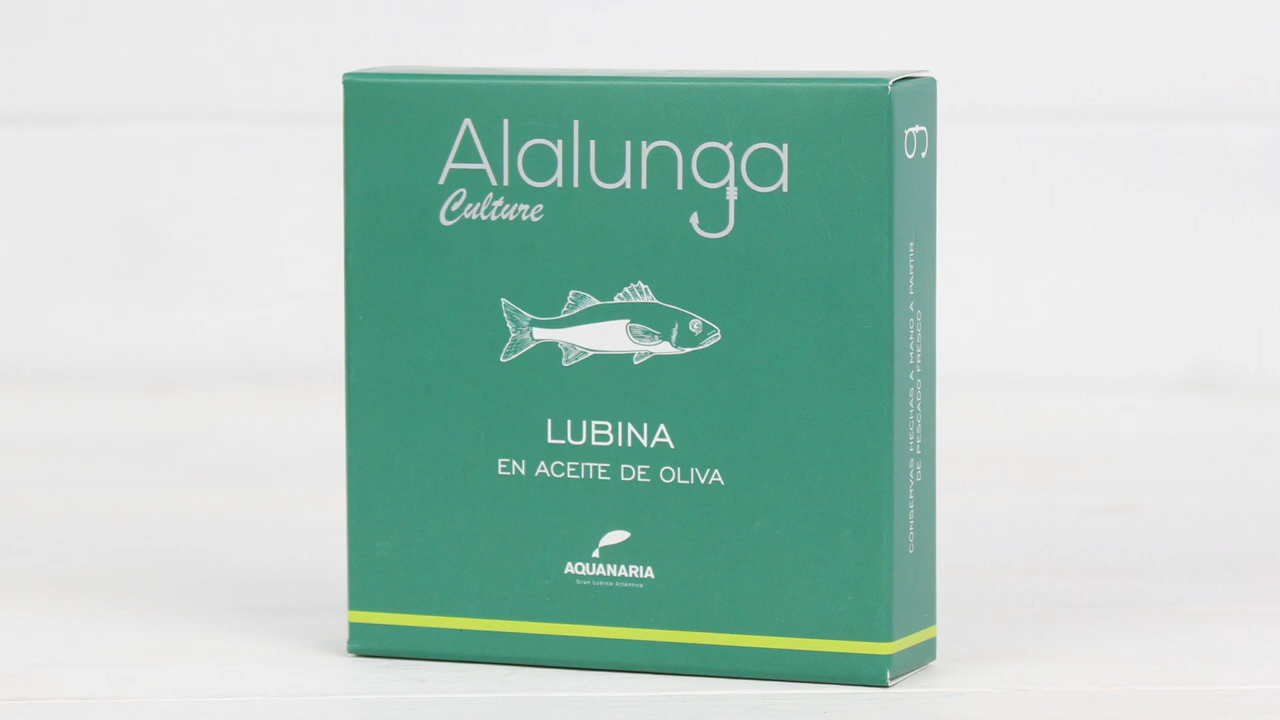 Alalunga
Culture
LUBINA
EN ACEITE DE OLIVA
AQUANARIA
Gran Lubina Atlántica
g
CONSERVAS HECHAS A MANO A PARTIR
DE PESCADO FRESCO